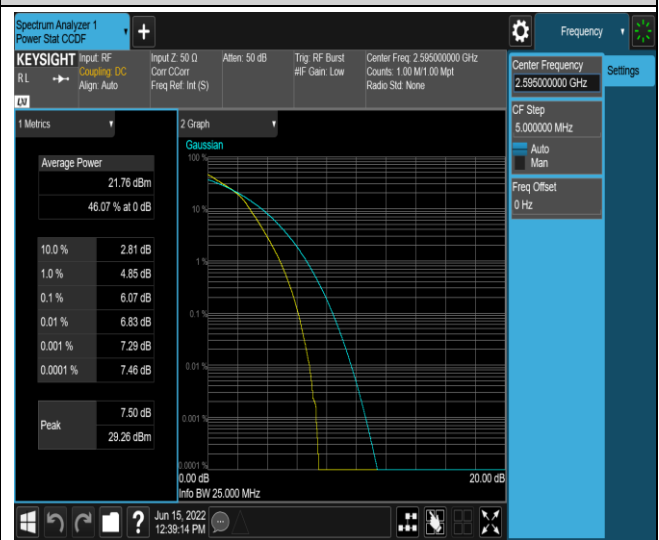 Spectrum Analyzer 1
Power Stat CCDF
+
Frequency
KEYSIGHT
RL
LXI
Input: RF
Coupling: DC
Align: Auto
Input Z: 50 Ω
Corr CCorr
Freq Ref: Int (S)
Atten: 50 dB
Trig: RF Burst
#IF Gain: Low
Center Freq: 2.595000000 GHz
Counts: 1.00 M/1.00 Mpt
Radio Std: None
Center Frequency
2.595000000 GHz
Settings
CF Step
5.000000 MHz
Auto
Man
Freq Offset
0 Hz
1 Metrics
Average Power
21.76 dBm
46.07 % at 0 dB
10.0 % 2.81 dB
1.0 % 4.85 dB
0.1 % 6.07 dB
0.01 % 6.83 dB
0.001 % 7.29 dB
0.0001 % 7.46 dB
Peak
7.50 dB
29.26 dBm
2 Graph
Gaussian
100 %
10 %
1 %
0.1 %
0.01 %
0.001 %
0.0001 %
0.00 dB 20.00 dB
Info BW 25.000 MHz
?
Jun 15, 2022
12:39:14 PM